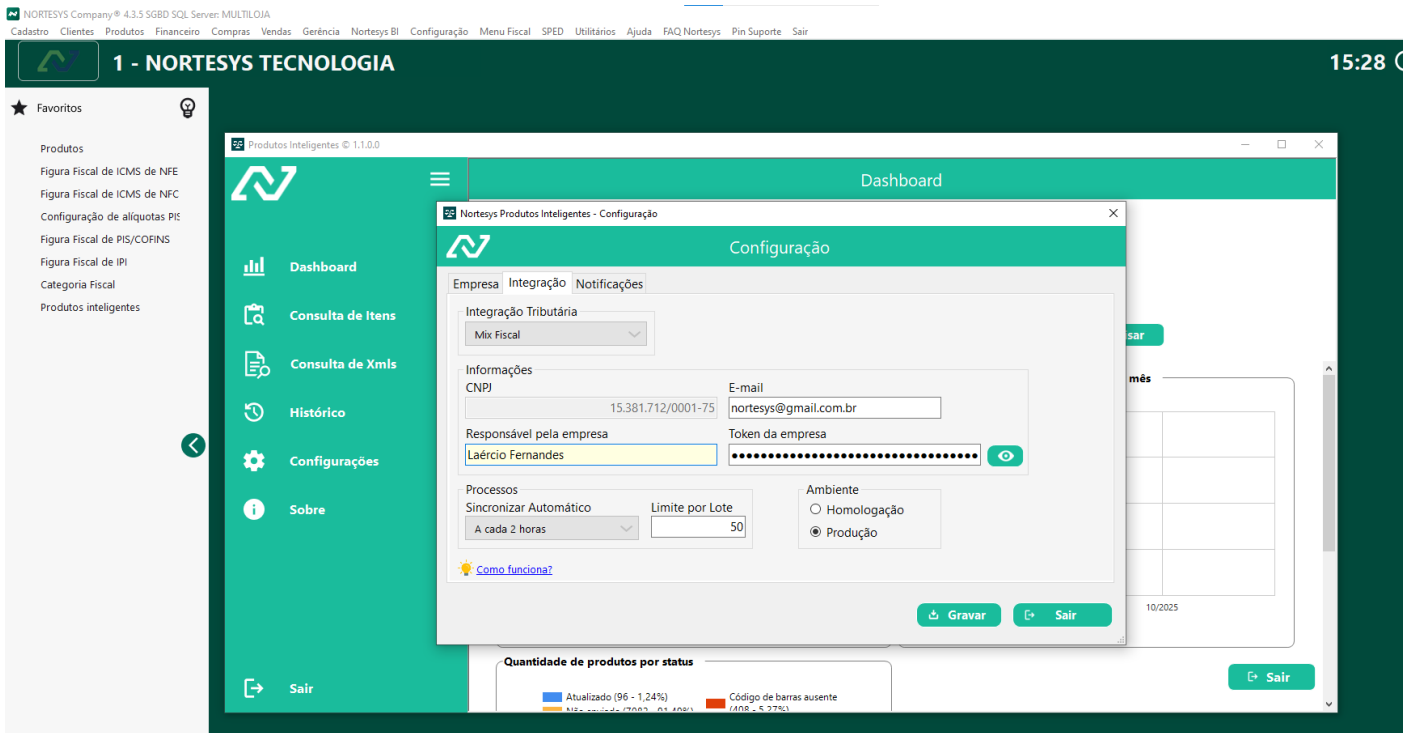 NORTESYS Company® 4.3.5 SGBD SQL Server: MULTILOJA
Cadastro Clientes Produtos Financeiro Compras Vendas Gerência Nortesys BI Configuração Menu Fiscal SPED Utilitários Ajuda FAQ Nortesys Pin Suporte Sair
1 - NORTESYS TECNOLOGIA
15:28
Favoritos
Produtos
Figura Fiscal de ICMS de NFE
Figura Fiscal de ICMS de NFC
Configuração de alíquotas PIS
Figura Fiscal de PIS/COFINS
Figura Fiscal de IPI
Categoria Fiscal
Produtos inteligentes
Produtos Inteligentes © 1.1.0.0
Dashboard
Dashboard
Consulta de Itens
Consulta de Xmls
Histórico
Configurações
Sobre
Sair
Nortesys Produtos Inteligentes - Configuração
Configuração
Empresa Integração Notificações
Integração Tributária
Mix Fiscal
Informações
CNPJ E-mail
15.381.712/0001-75 nortesys@gmail.com.br
Responsável pela empresa Token da empresa
Laércio Fernandes ••••••••••••••••••••••••••••••••••
Processos Ambiente
Sincronizar Automático Limite por Lote Homologação
A cada 2 horas 50 Produção
Como funciona?
Gravar Sair
sar
mês
10/2025
Quantidade de produtos por status
Atualizado (96 - 1,24%) Código de barras ausente
(408 - 5,27%)
Sair